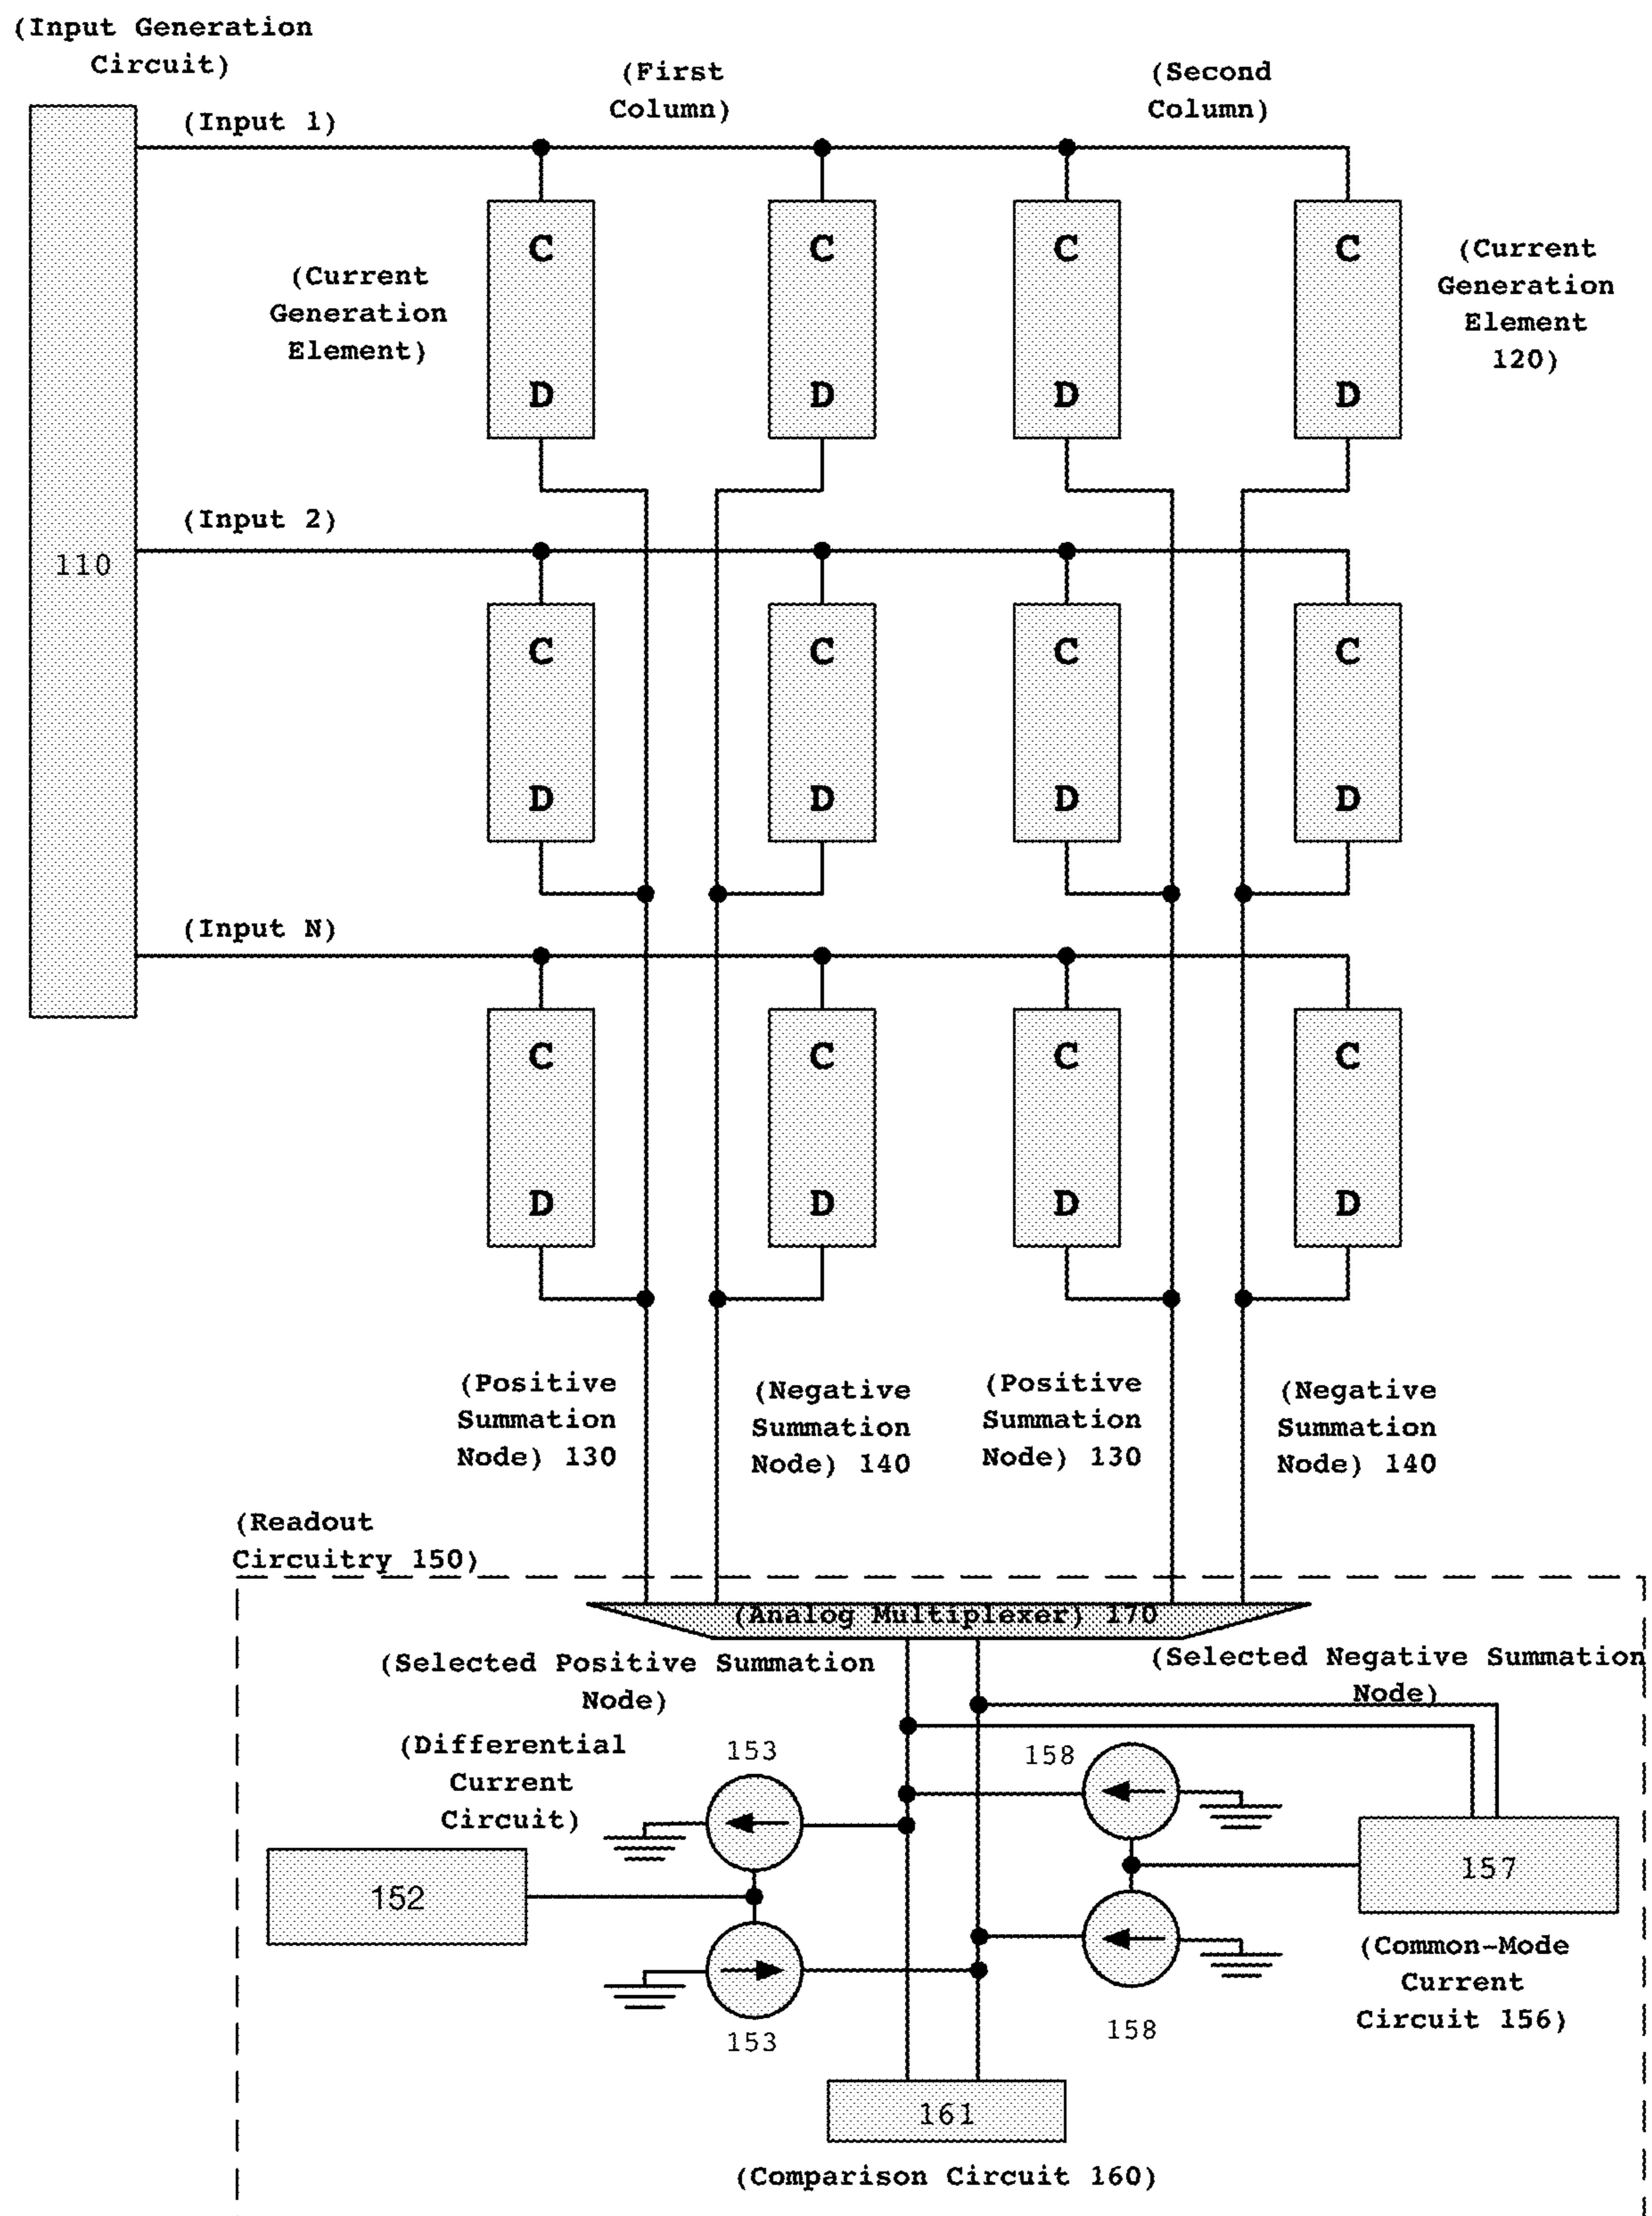 (Input Generation
Circuit)
(First
Column)
(Second
Column)
(Input 1)
C
C
C
C
(Current
Generation
Element)
(Current
Generation
Element
120)
D
D
D
D
(Input 2)
110
C
C
C
C
D
D
D
D
(Input N)
C
C
C
C
D
D
D
D
(Positive
Summation
Node) 130
(Negative
Summation
Node) 140
(Positive
Summation
Node) 130
(Negative
Summation
Node) 140
(Readout
Circuitry 150)
(Analog Multiplexer) 170
(Selected Positive Summation
Node)
(Selected Negative Summation
Node)
(Differential
Current
Circuit)
153
158
152
157
(Common-Mode
Current
Circuit 156)
153
158
161
(Comparison Circuit 160)